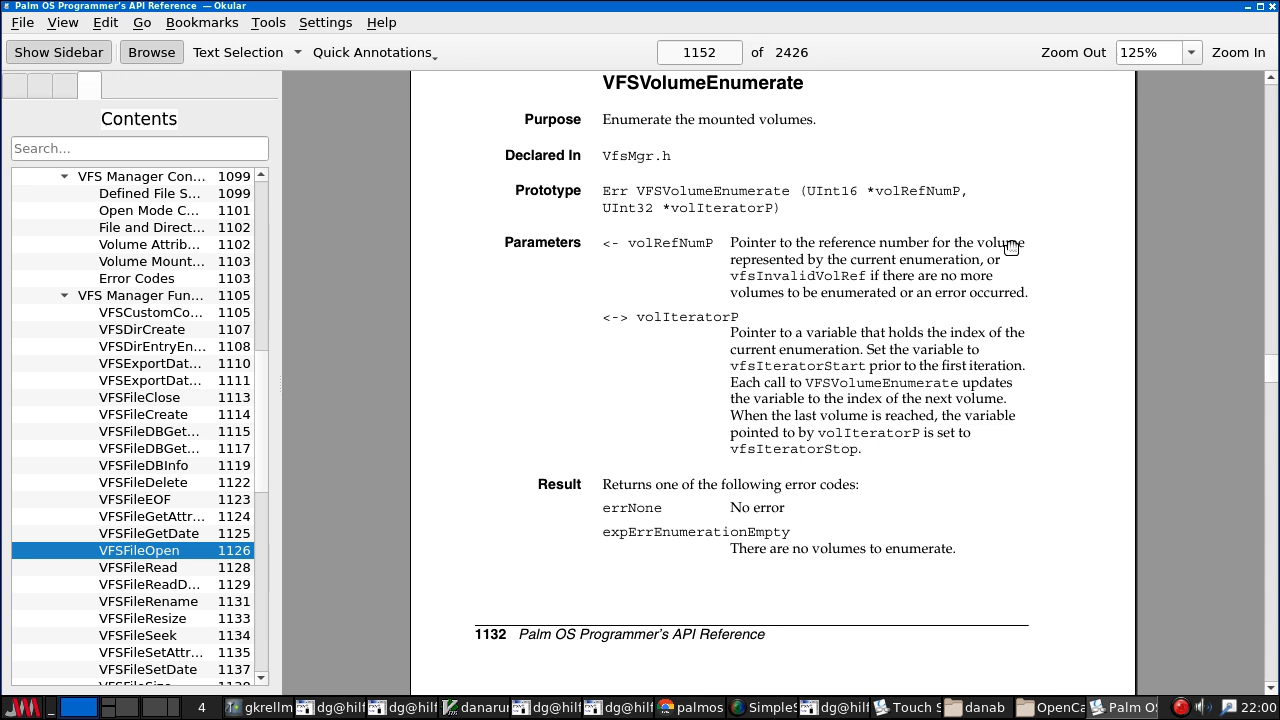 Palm OS Programmer's API Reference — Okular
File View Edit Go Bookmarks Tools Settings Help
Show Sidebar Browse Text Selection Quick Annotations 1152 of 2426 Zoom Out 125% Zoom In
Contents
Search...
VFS Manager Con... 1099
Defined File S... 1099
Open Mode C... 1101
File and Direct... 1102
Volume Attrib... 1102
Volume Mount... 1103
Error Codes 1103
VFS Manager Fun... 1105
VFSCustomCo... 1105
VFSDirCreate 1107
VFSDirEntryEn... 1108
VFSExportDat... 1110
VFSExportDat... 1111
VFSFileClose 1113
VFSFileCreate 1114
VFSFileDBGet... 1115
VFSFileDBGet... 1117
VFSFileDBInfo 1119
VFSFileDelete 1122
VFSFileEOF 1123
VFSFileGetAttr... 1124
VFSFileGetDate 1125
VFSFileOpen 1126
VFSFileRead 1128
VFSFileReadD... 1129
VFSFileRename 1131
VFSFileResize 1133
VFSFileSeek 1134
VFSFileSetAttr... 1135
VFSFileSetDate 1137
VFSVolumeEnumerate
Purpose Enumerate the mounted volumes.
Declared In VfsMgr.h
Prototype Err VFSVolumeEnumerate (UInt16 *volRefNumP,
UInt32 *volIteratorP)
Parameters <- volRefNumP Pointer to the reference number for the volume
represented by the current enumeration, or
vfsInvalidVolRef if there are no more
volumes to be enumerated or an error occurred.
<-> volIteratorP
Pointer to a variable that holds the index of the
current enumeration. Set the variable to
vfsIteratorStart prior to the first iteration.
Each call to VFSVolumeEnumerate updates
the variable to the index of the next volume.
When the last volume is reached, the variable
pointed to by volIteratorP is set to
vfsIteratorStop.
Result Returns one of the following error codes:
errNone No error
expErrEnumerationEmpty
There are no volumes to enumerate.
1132 Palm OS Programmer's API Reference
4 gkrellm dg@hilf dg@hilf danarun dg@hilf dg@hilf palmos SimpleS dg@hilf Touch S danab OpenCa Palm OS 22:00